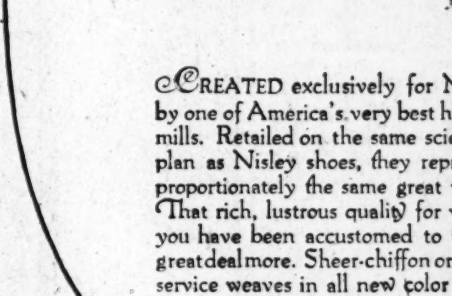 CREATED exclusively for
by one of America's very best
mills. Retailed on the same
plan as Nisley shoes, they
proportionately the same great
That rich, lustrous quality for
you have been accustomed to
great deal more. Sheer-chiffon or
service weaves in all new color